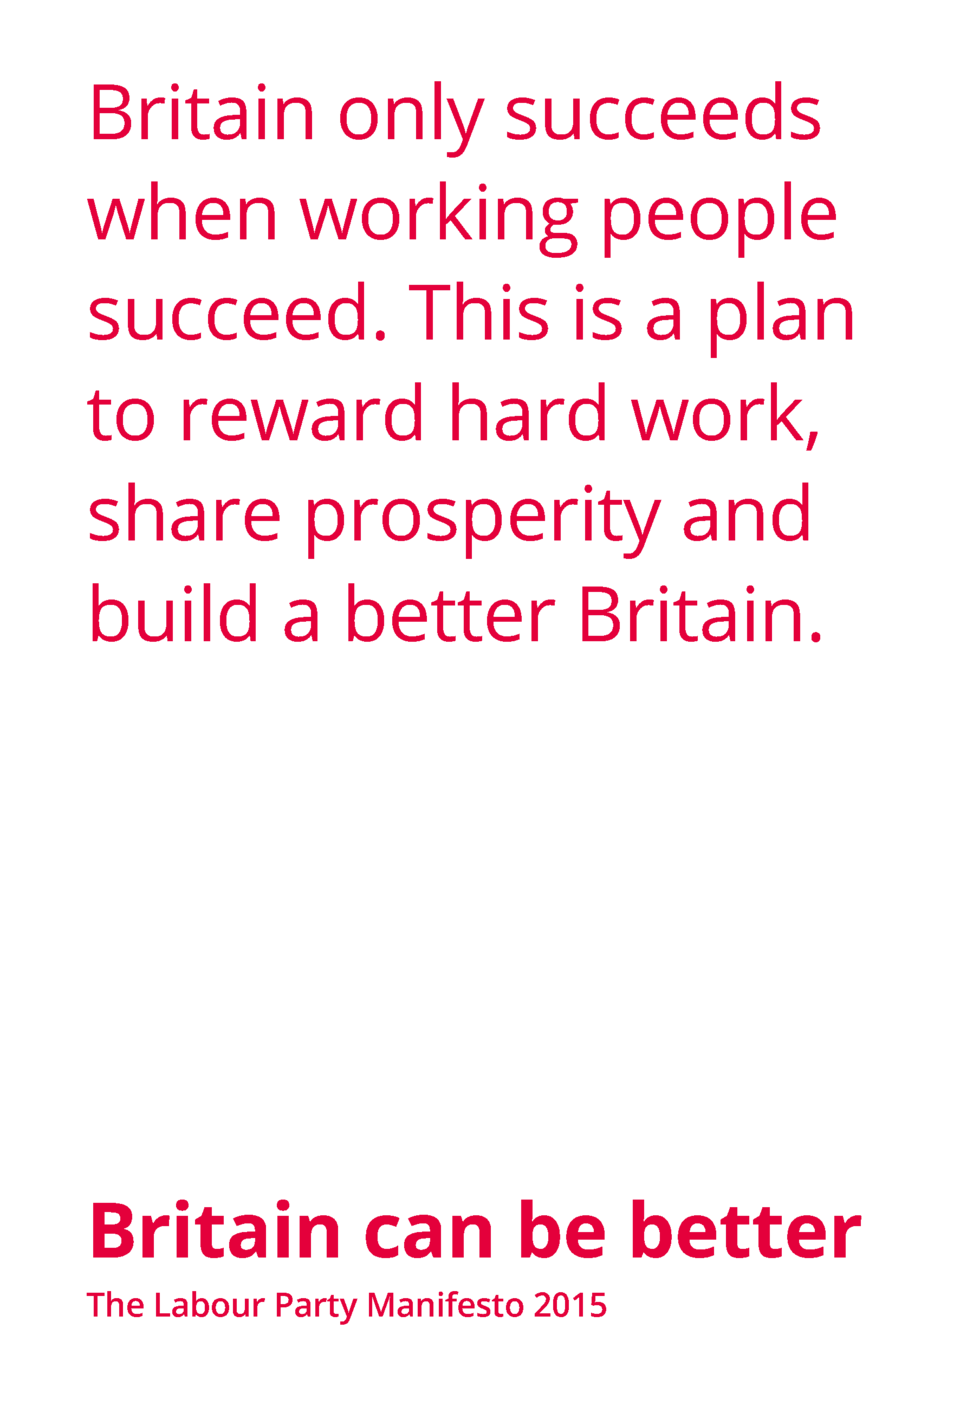 Britain only succeeds
when working people
succeed. This is a plan
to reward hard work,
share prosperity and
build a better Britain.
Britain can be better
The Labour Party Manifesto 2015